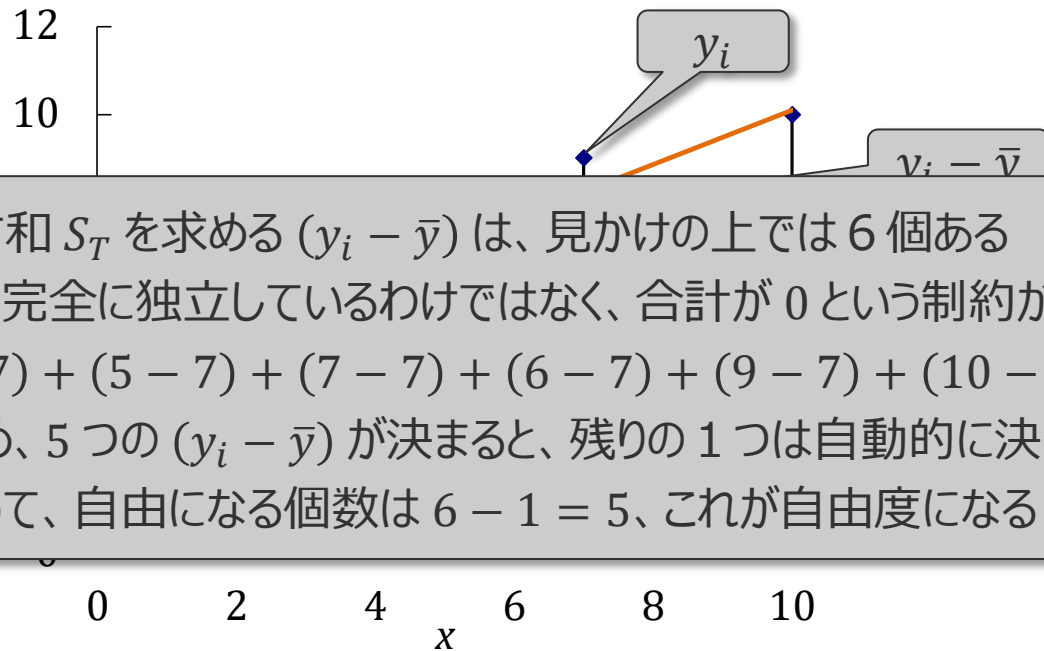 12
y_i
10
y_i − ȳ
和 S_T を求める (y_i − ȳ) は、見かけの上では 6 個ある
完全に独立しているわけではなく、合計が 0 という制約が
7) + (5 − 7) + (7 − 7) + (6 − 7) + (9 − 7) + (10 −
、5 つの (y_i − ȳ) が決まると、残りの 1 つは自動的に決
て、自由になる個数は 6 − 1 = 5、これが自由度になる
0 2 4 6 8 10
x